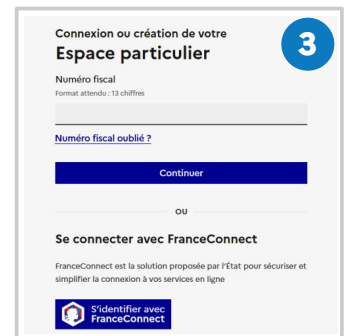 Connexion ou création de votre
Espace particulier
3
Numéro fiscal
Format attendu : 13 chiffres
Numéro fiscal oublié ?
Continuer
OU
Se connecter avec FranceConnect
FranceConnect est la solution proposée par l'État pour sécuriser et
simplifier la connexion à vos services en ligne
S'identifier avec
FranceConnect